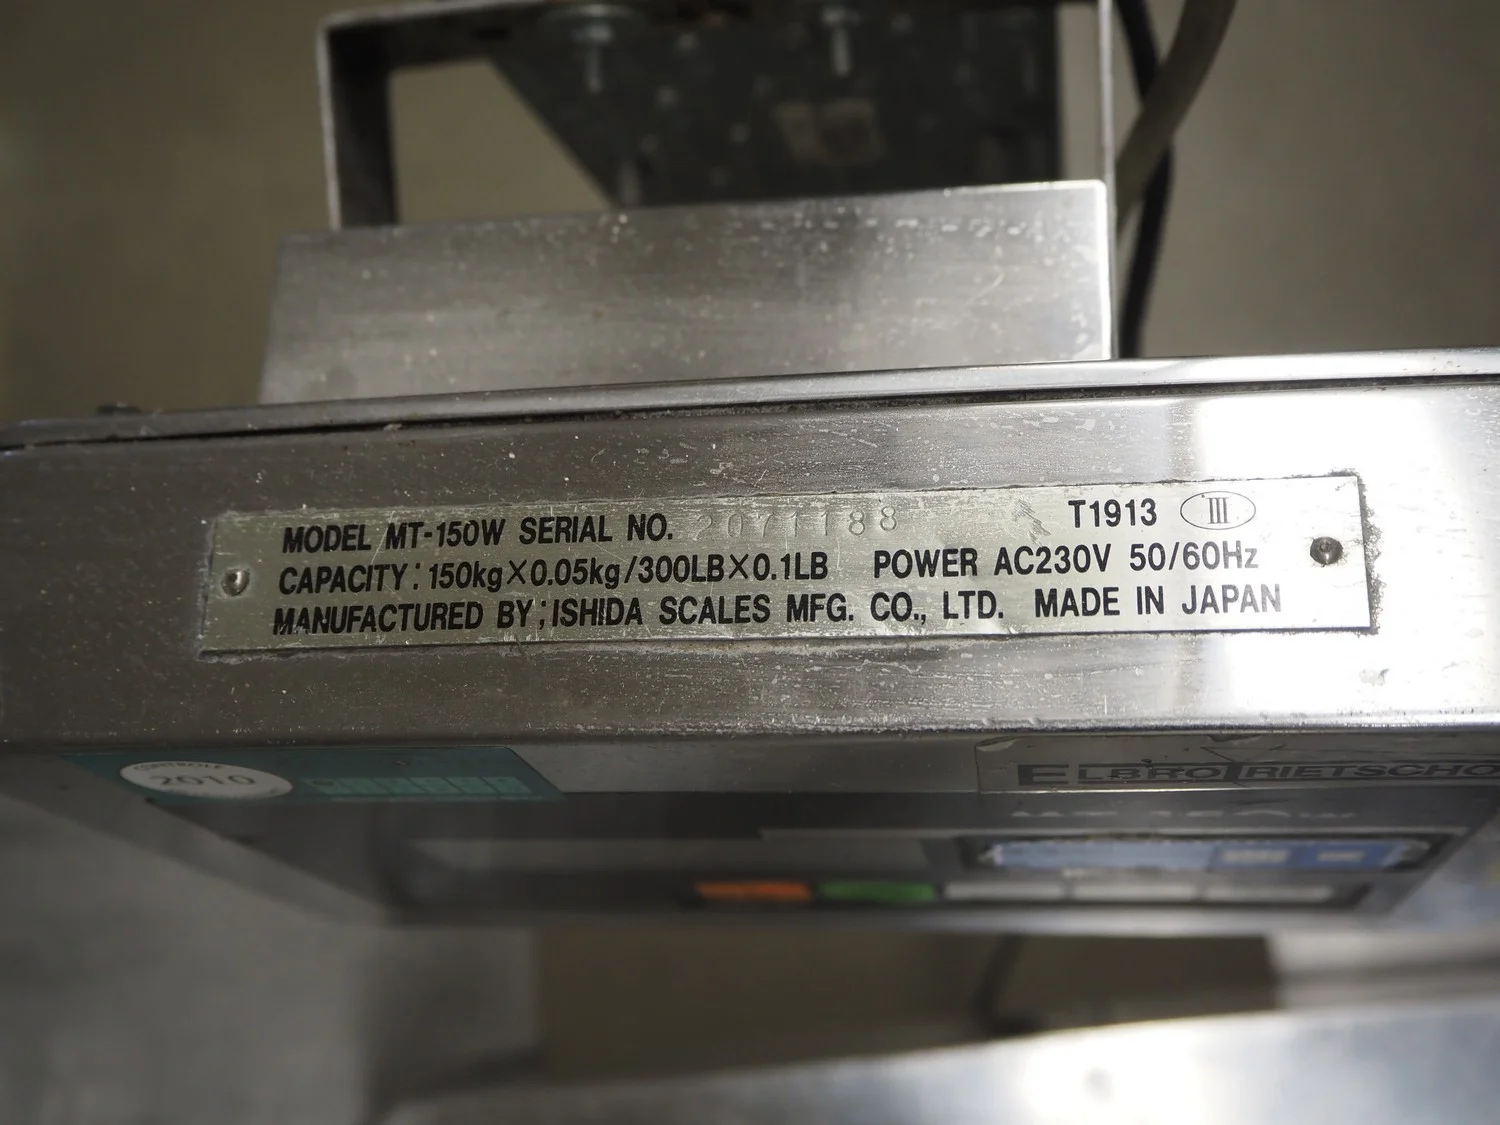 MODEL MT-150W SERIAL NO. 2071188 T1913 III
CAPACITY: 150kg×0.05kg/300LB×0.1LB POWER AC230V 50/60Hz
MANUFACTURED BY; ISHIDA SCALES MFG. CO., LTD. MADE IN JAPAN
2010
ELBRO TRIETSCHO